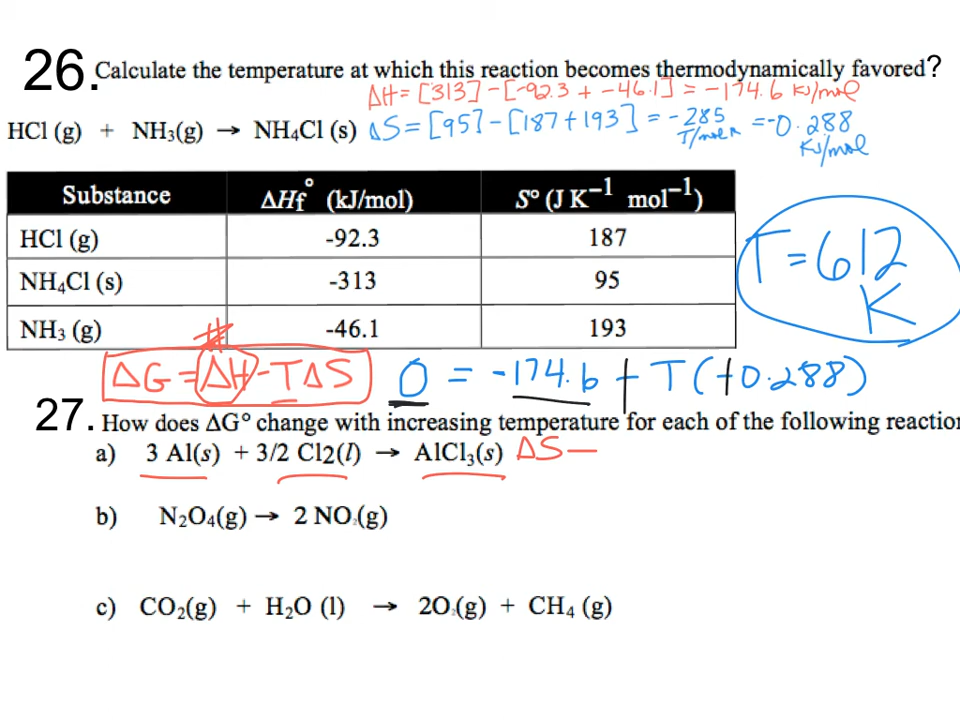 26. Calculate the temperature at which this reaction becomes thermodynamically favored?
ΔH = [313] - [-92.3 + -46.1] = -174.6 KJ/mol
HCl (g) + NH₃(g) → NH₄Cl (s) ΔS = [95] - [187+193] = -285 J/mol K = -0.288 KJ/mol
Substance ΔHf° (kJ/mol) S° (J K⁻¹ mol⁻¹)
HCl (g) -92.3 187
NH₄Cl (s) -313 95
NH₃ (g) -46.1 193
T = 612 K
ΔG = ΔH - TΔS 0 = -174.6 + T(+0.288)
27. How does ΔG° change with increasing temperature for each of the following reaction
a) 3 Al(s) + 3/2 Cl2(l) → AlCl₃(s) ΔS —
b) N₂O₄(g) → 2 NO₂(g)
c) CO₂(g) + H₂O (l) → 2O₂(g) + CH₄ (g)